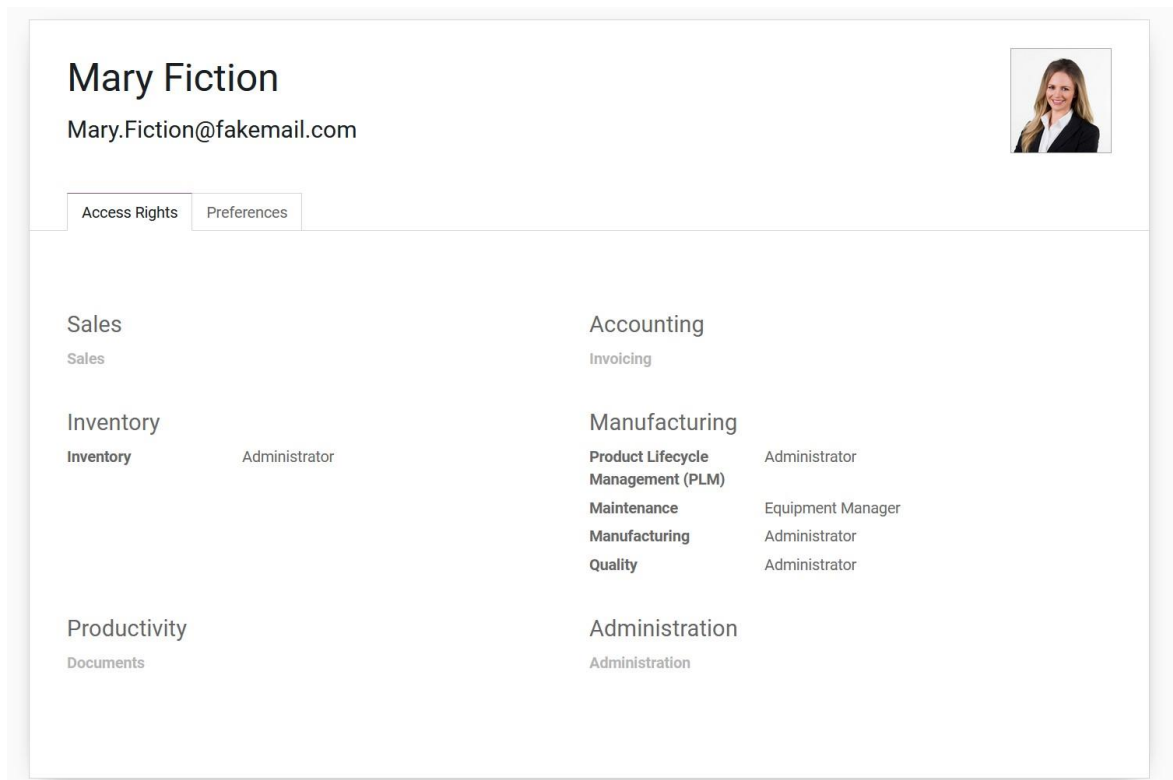 Mary Fiction
Mary.Fiction@fakemail.com
Access Rights
Preferences
Sales
Sales
Accounting
Invoicing
Inventory
Inventory Administrator
Manufacturing
Product Lifecycle Administrator
Management (PLM)
Maintenance Equipment Manager
Manufacturing Administrator
Quality Administrator
Productivity
Documents
Administration
Administration